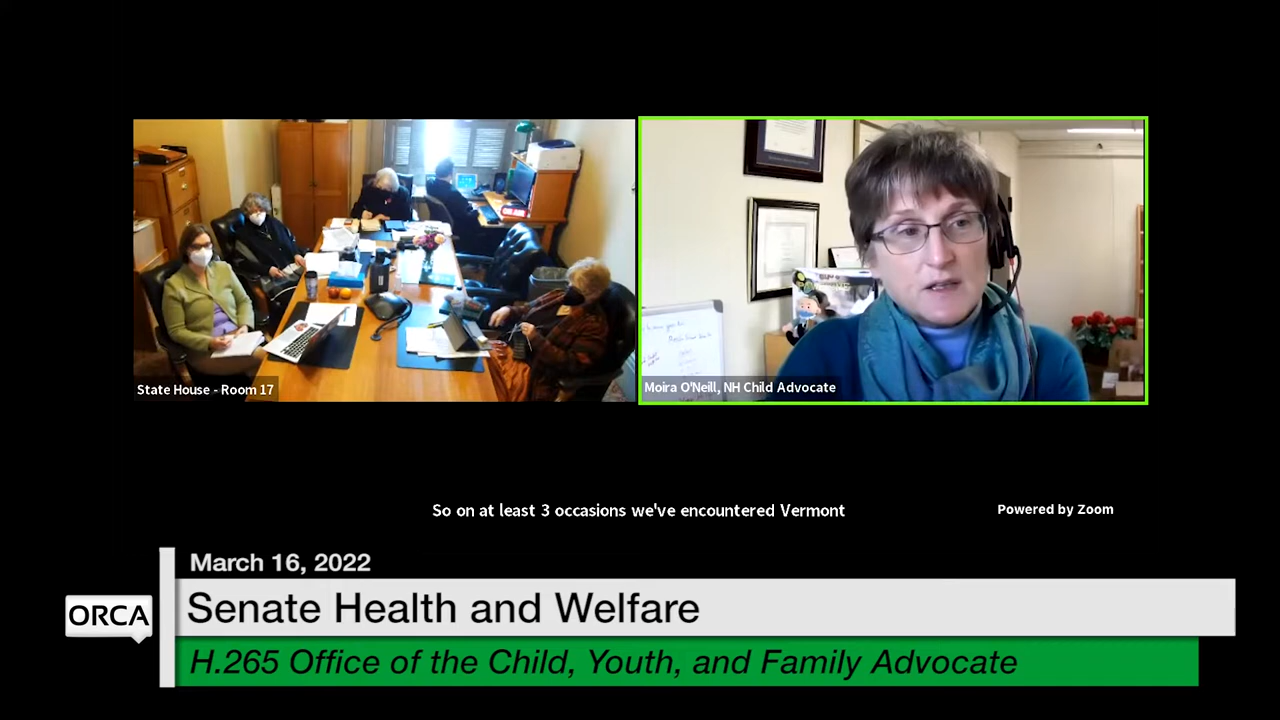 State House - Room 17
Moira O'Neill, NH Child Advocate
So on at least 3 occasions we've encountered Vermont
Powered by Zoom
March 16, 2022
ORCA
Senate Health and Welfare
H.265 Office of the Child, Youth, and Family Advocate